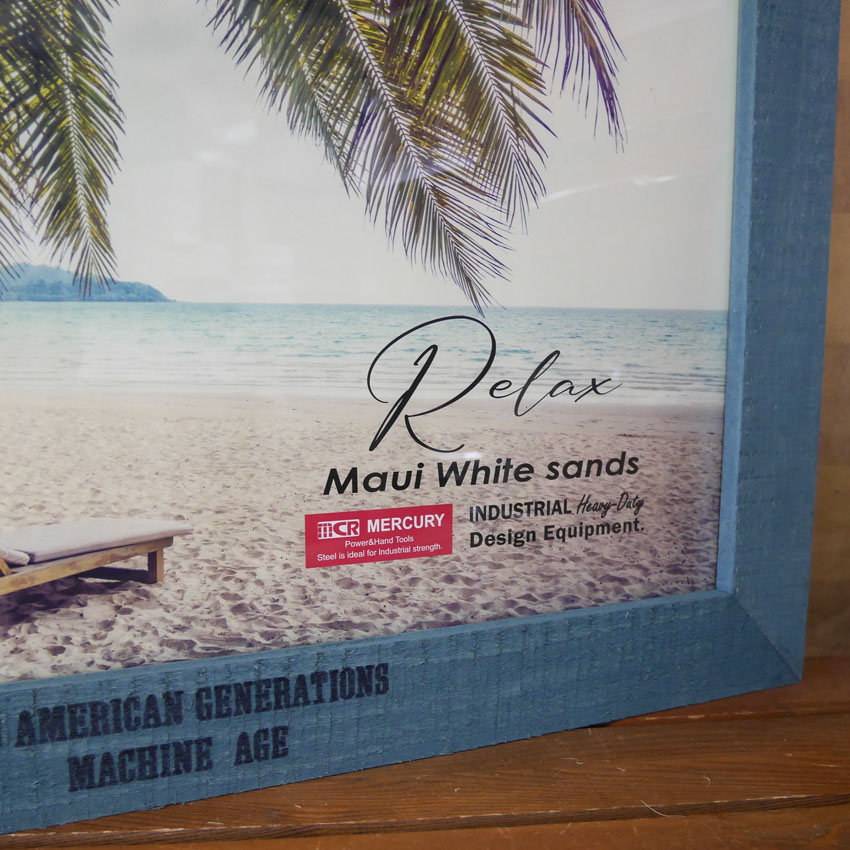 Relax
Maui White sands
MCR MERCURY
Power&Hand Tools
Steel is ideal for Industrial strength.
INDUSTRIAL Heavy-Duty
Design Equipment.
AMERICAN GENERATIONS
MACHINE AGE